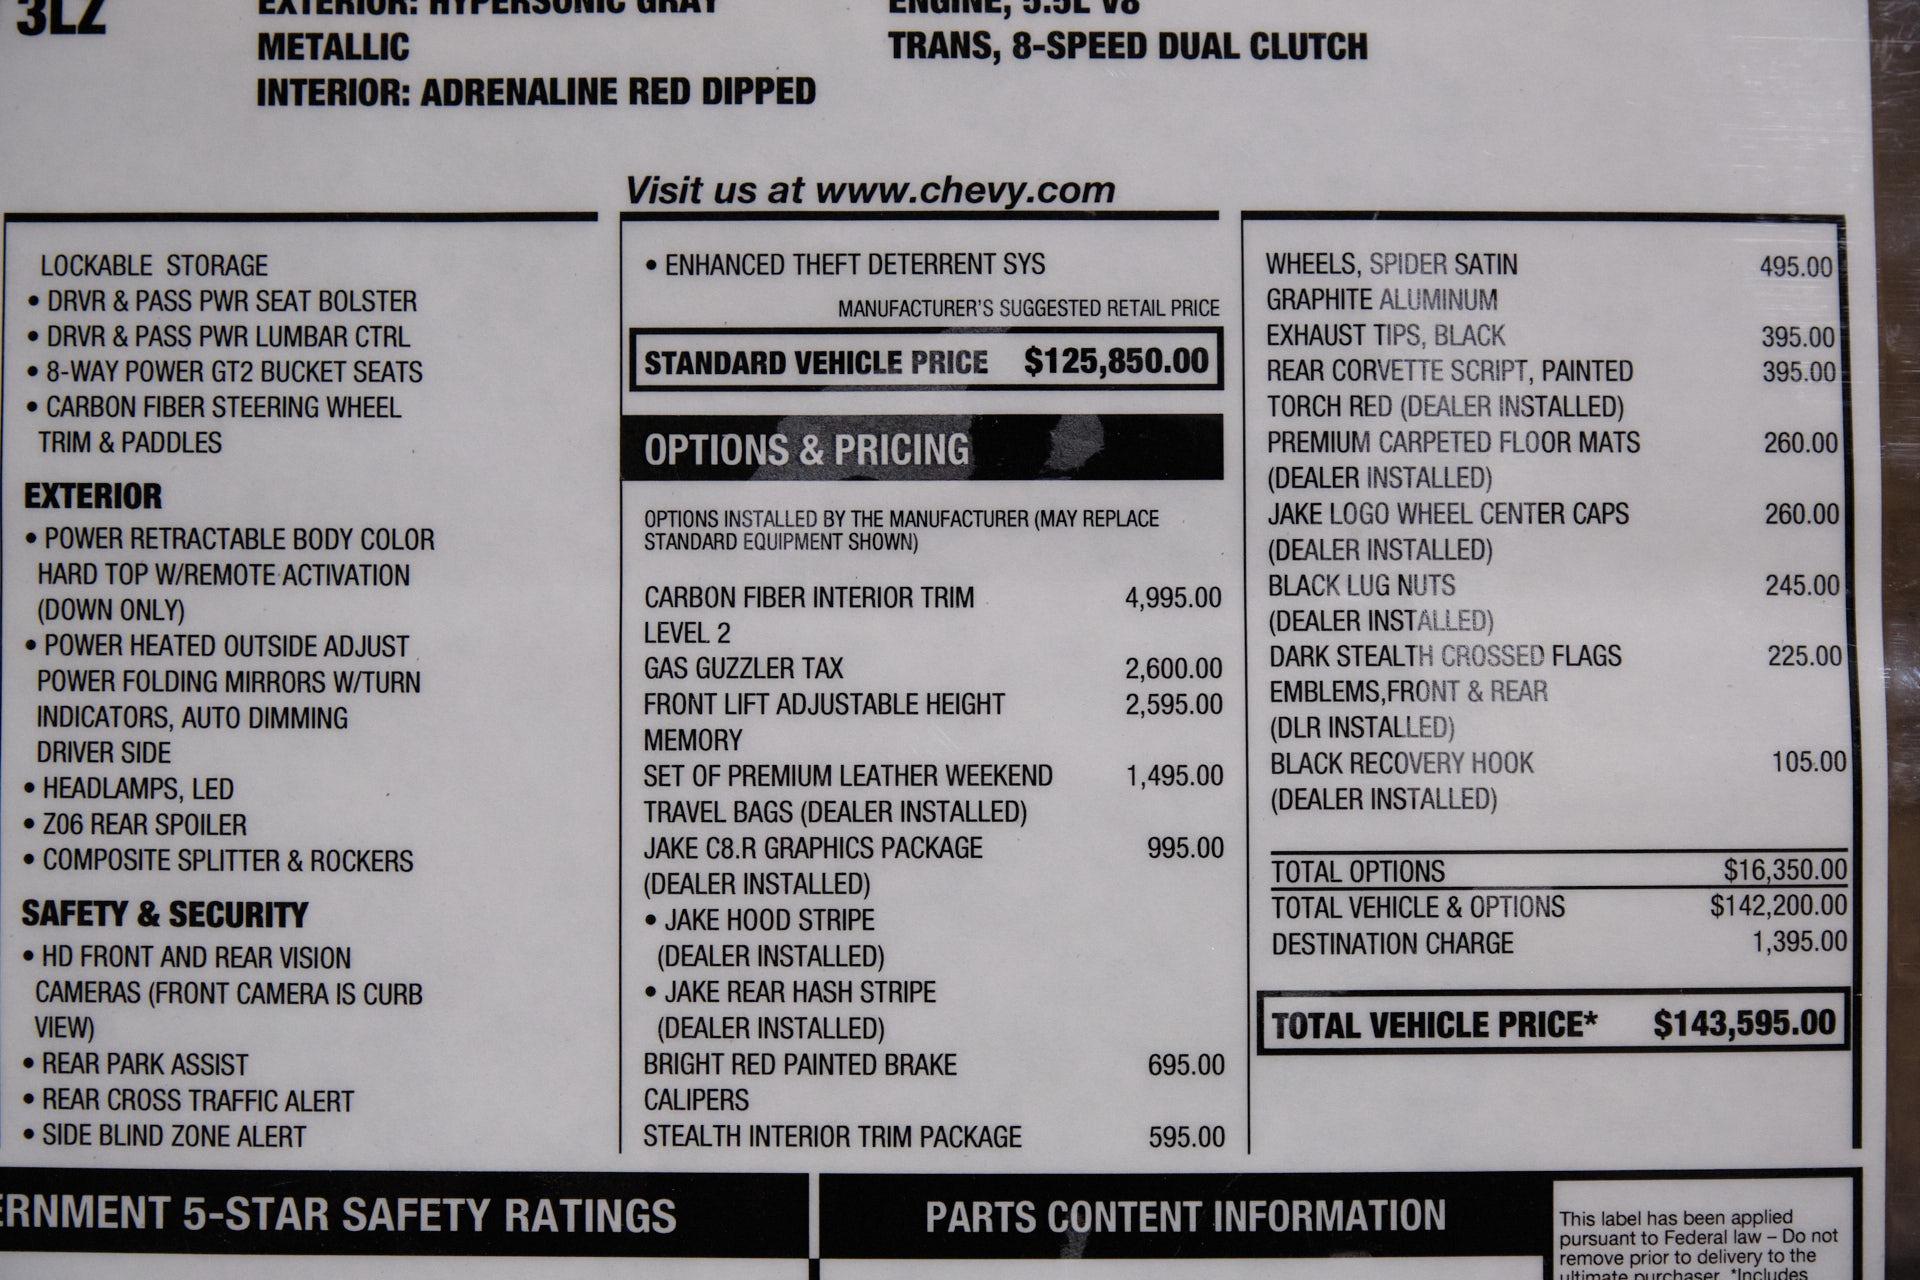 3LZ
EXTERIOR: HYPERSONIC GRAY
METALLIC
INTERIOR: ADRENALINE RED DIPPED
ENGINE, 5.5L V8
TRANS, 8-SPEED DUAL CLUTCH
Visit us at www.chevy.com
LOCKABLE STORAGE
• DRVR & PASS PWR SEAT BOLSTER
• DRVR & PASS PWR LUMBAR CTRL
• 8-WAY POWER GT2 BUCKET SEATS
• CARBON FIBER STEERING WHEEL
TRIM & PADDLES
EXTERIOR
• POWER RETRACTABLE BODY COLOR
HARD TOP W/REMOTE ACTIVATION
(DOWN ONLY)
• POWER HEATED OUTSIDE ADJUST
POWER FOLDING MIRRORS W/TURN
INDICATORS, AUTO DIMMING
DRIVER SIDE
• HEADLAMPS, LED
• Z06 REAR SPOILER
• COMPOSITE SPLITTER & ROCKERS
SAFETY & SECURITY
• HD FRONT AND REAR VISION
CAMERAS (FRONT CAMERA IS CURB
VIEW)
• REAR PARK ASSIST
• REAR CROSS TRAFFIC ALERT
• SIDE BLIND ZONE ALERT
• ENHANCED THEFT DETERRENT SYS
MANUFACTURER'S SUGGESTED RETAIL PRICE
STANDARD VEHICLE PRICE $125,850.00
OPTIONS & PRICING
OPTIONS INSTALLED BY THE MANUFACTURER (MAY REPLACE
STANDARD EQUIPMENT SHOWN)
CARBON FIBER INTERIOR TRIM 4,995.00
LEVEL 2
GAS GUZZLER TAX 2,600.00
FRONT LIFT ADJUSTABLE HEIGHT 2,595.00
MEMORY
SET OF PREMIUM LEATHER WEEKEND 1,495.00
TRAVEL BAGS (DEALER INSTALLED)
JAKE C8.R GRAPHICS PACKAGE 995.00
(DEALER INSTALLED)
• JAKE HOOD STRIPE
(DEALER INSTALLED)
• JAKE REAR HASH STRIPE
(DEALER INSTALLED)
BRIGHT RED PAINTED BRAKE 695.00
CALIPERS
STEALTH INTERIOR TRIM PACKAGE 595.00
WHEELS, SPIDER SATIN 495.00
GRAPHITE ALUMINUM
EXHAUST TIPS, BLACK 395.00
REAR CORVETTE SCRIPT, PAINTED 395.00
TORCH RED (DEALER INSTALLED)
PREMIUM CARPETED FLOOR MATS 260.00
(DEALER INSTALLED)
JAKE LOGO WHEEL CENTER CAPS 260.00
(DEALER INSTALLED)
BLACK LUG NUTS 245.00
(DEALER INSTALLED)
DARK STEALTH CROSSED FLAGS 225.00
EMBLEMS,FRONT & REAR
(DLR INSTALLED)
BLACK RECOVERY HOOK 105.00
(DEALER INSTALLED)
TOTAL OPTIONS $16,350.00
TOTAL VEHICLE & OPTIONS $142,200.00
DESTINATION CHARGE 1,395.00
TOTAL VEHICLE PRICE* $143,595.00
ERNMENT 5-STAR SAFETY RATINGS
PARTS CONTENT INFORMATION
This label has been applied
pursuant to Federal law – Do not
remove prior to delivery to the
ultimate purchaser. *Includes